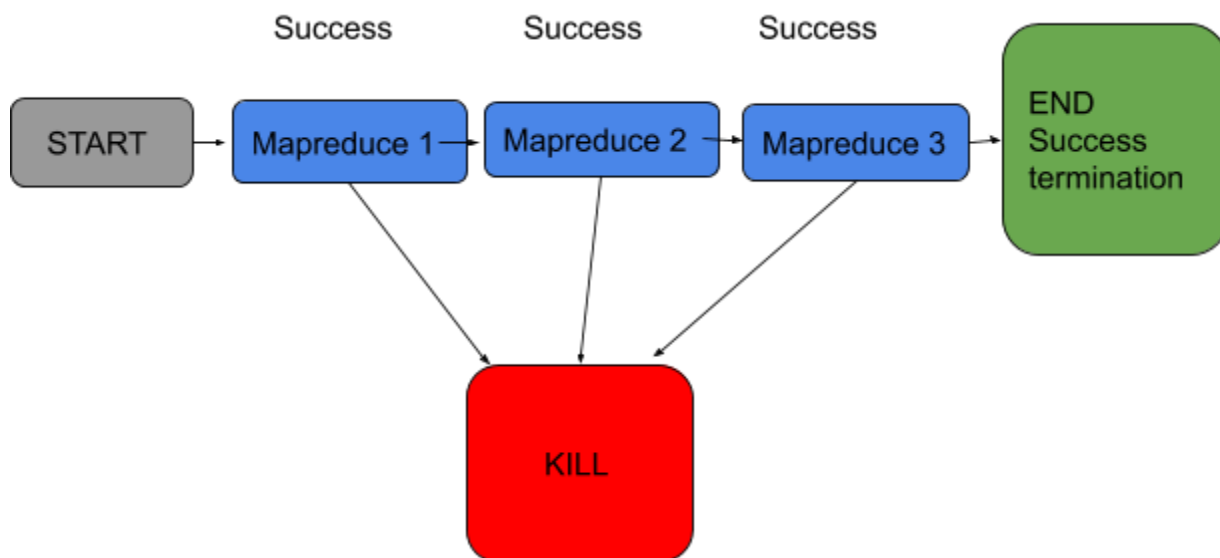 Success
Success
Success
START
Mapreduce 1
Mapreduce 2
Mapreduce 3
END
Success
termination
KILL